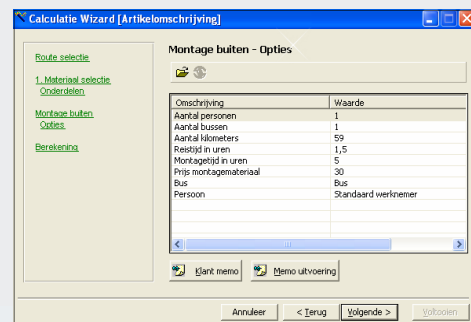 Calculatie Wizard [Artikelomschrijving]
Route selectie
1. Materiaal selectie
Onderdelen
Montage buiten
Opties
Berekening
Montage buiten - Opties
Omschrijving Waarde
Aantal personen 1
Aantal bussen 1
Aantal kilometers 59
Reistijd in uren 1,5
Montagetijd in uren 5
Prijs montagemateriaal 30
Bus Bus
Persoon Standaard werknemer
Klant memo Memo uitvoering
Annuleer < Terug Volgende > Voltooien